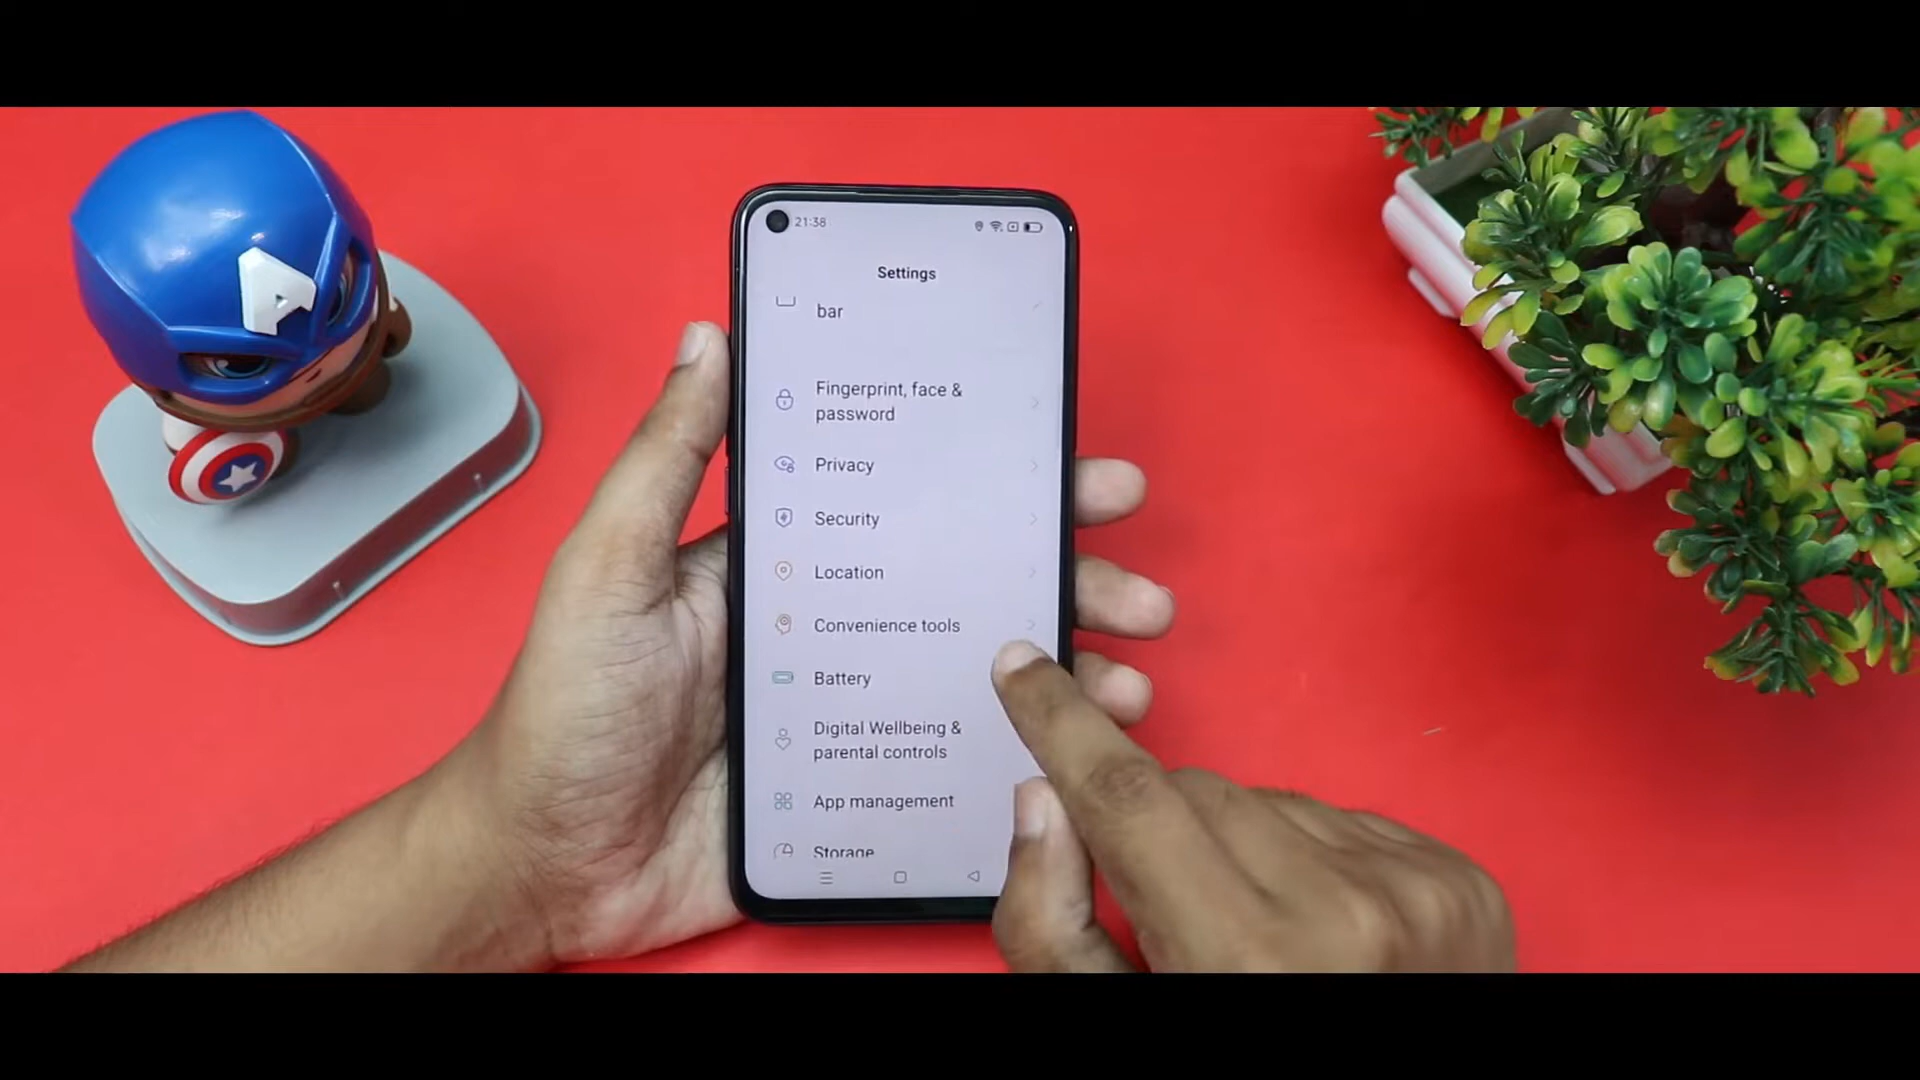 21:38
Settings
bar
Fingerprint, face &
password
Privacy
Security
Location
Convenience tools
Battery
Digital Wellbeing &
parental controls
App management
Storage
A